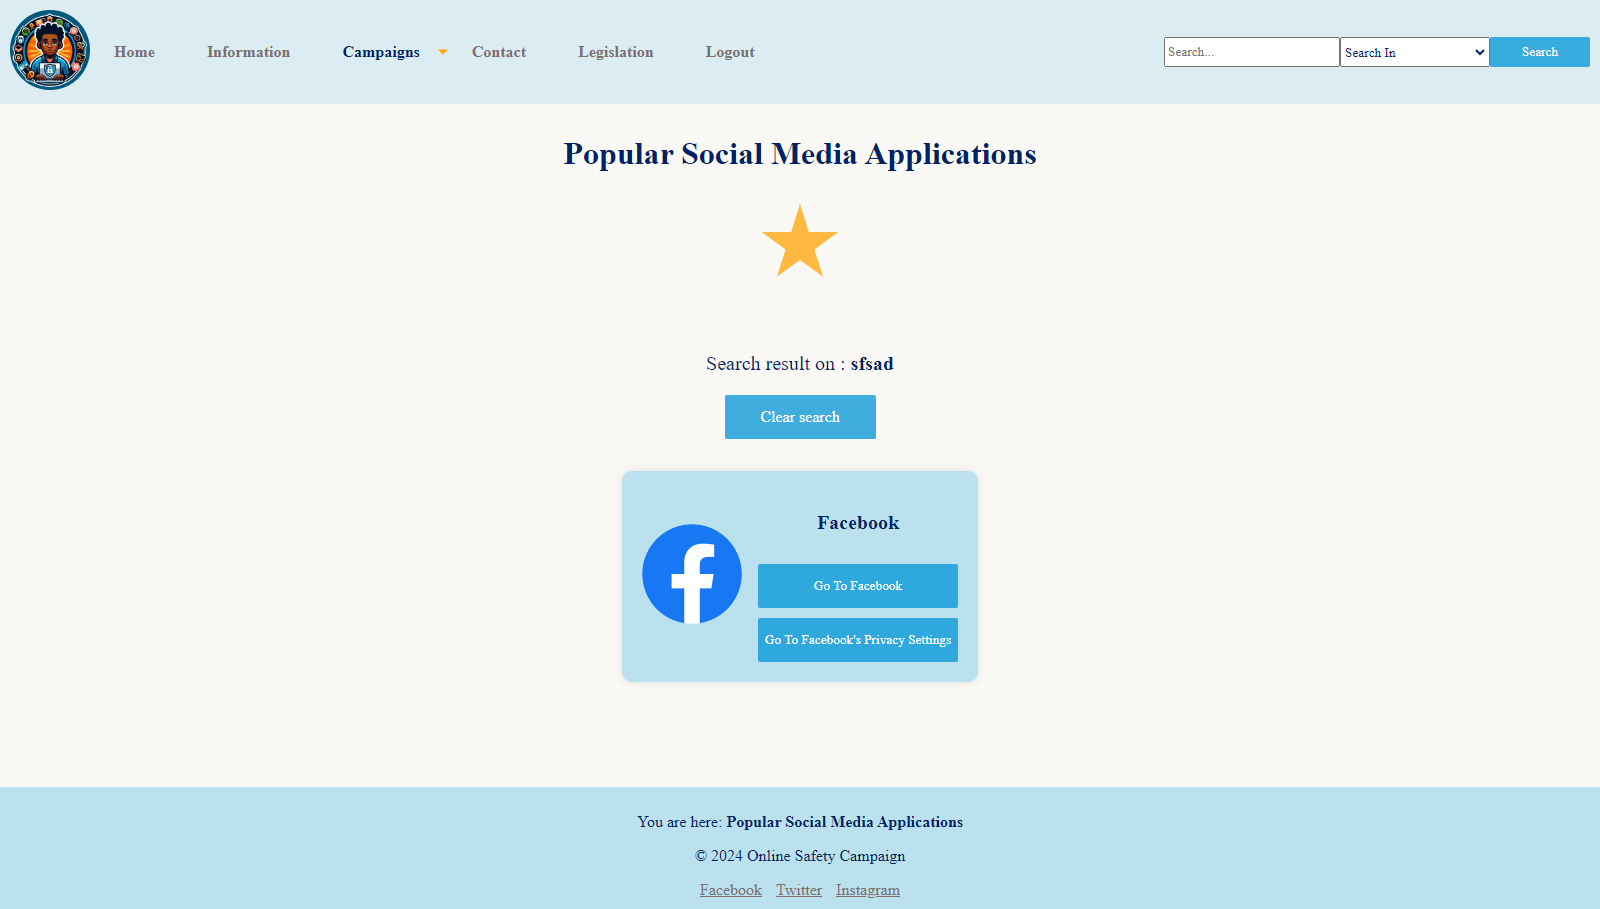 Home Information Campaigns Contact Legislation Logout Search... Search In Search
Popular Social Media Applications
Search result on : sfsad
Clear search
Facebook
Go To Facebook
Go To Facebook's Privacy Settings
You are here: Popular Social Media Applications
© 2024 Online Safety Campaign
Facebook Twitter Instagram